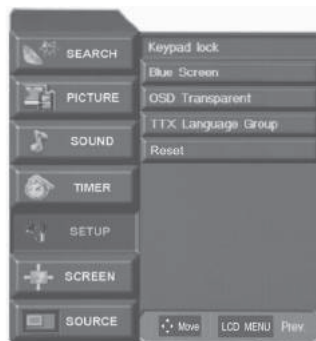 SEARCH
PICTURE
SOUND
TIMER
SETUP
SCREEN
SOURCE
Keypad lock
Blue Screen
OSD Transparent
TTX Language Group
Reset
Move LCD MENU Prev